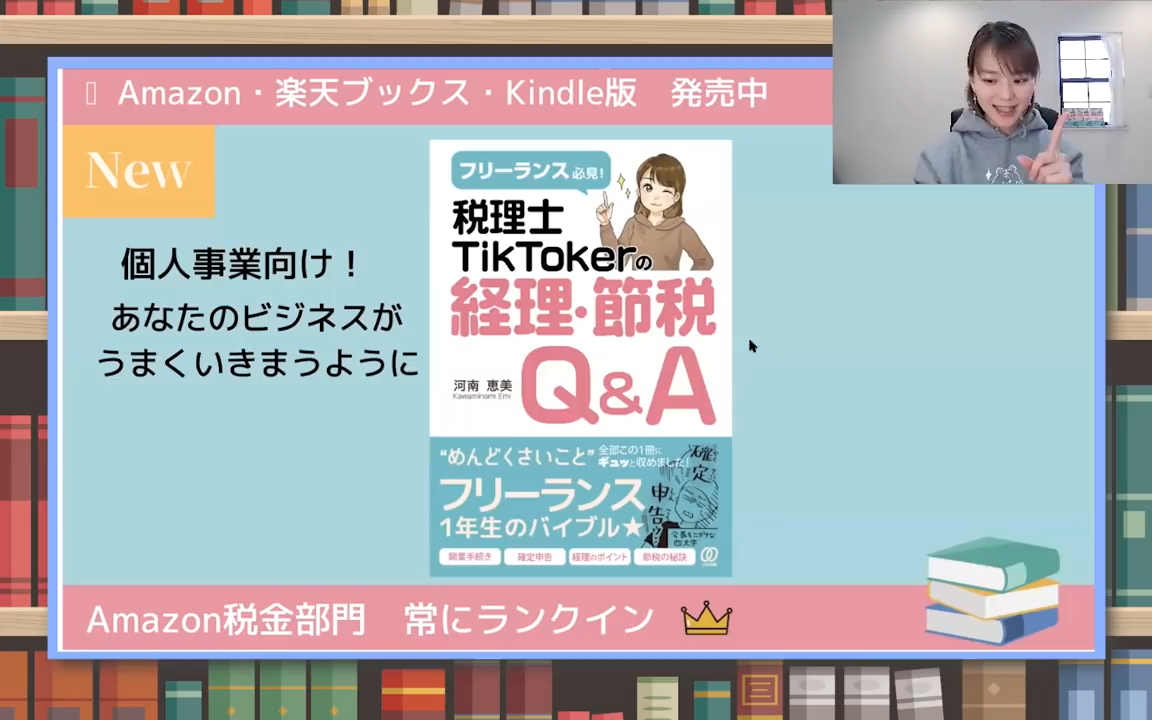 Amazon・楽天ブックス・Kindle版　発売中
New
個人事業向け！
あなたのビジネスが
うまくいきまうように
フリーランス必見!
税理士
TikTokerの
経理・節税
Q&A
河南 恵美
Kawaminami Emi
“めんどくさいこと”
全部この1冊に
ギュッと収めました!
フリーランス
1年生のバイブル★
確定
申告
開業手続き 確定申告 経理のポイント 節税の秘訣
Amazon税金部門　常にランクイン